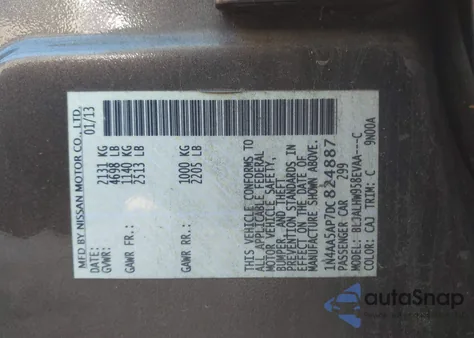 MFD BY NISSAN MOTOR CO., LTD.
DATE: 01/13
GVWR: 2131 KG
4698 LB
GAWR FR: 1140 KG
2513 LB
GAWR RR: 1000 KG
2205 LB
THIS VEHICLE CONFORMS TO
ALL APPLICABLE FEDERAL
MOTOR VEHICLE SAFETY,
BUMPER, AND THEFT
PREVENTION STANDARDS IN
EFFECT ON THE DATE OF
MANUFACTURE SHOWN ABOVE.
1N4AA5AP7DC824887
PASSENGER CAR 299
MODEL: BLJALHW958EVAA---C
COLOR: CAJ TRIM: C 9N00A
autoSnap